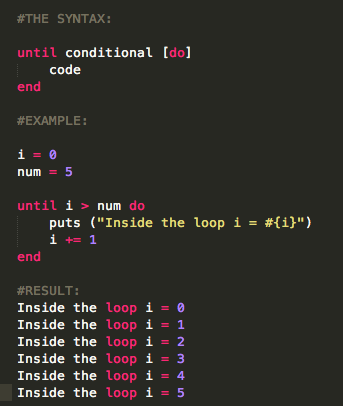 #THE SYNTAX:
until conditional [do]
code
end
#EXAMPLE:
i = 0
num = 5
until i > num do
puts ("Inside the loop i = #{i}")
i += 1
end
#RESULT:
Inside the loop i = 0
Inside the loop i = 1
Inside the loop i = 2
Inside the loop i = 3
Inside the loop i = 4
Inside the loop i = 5